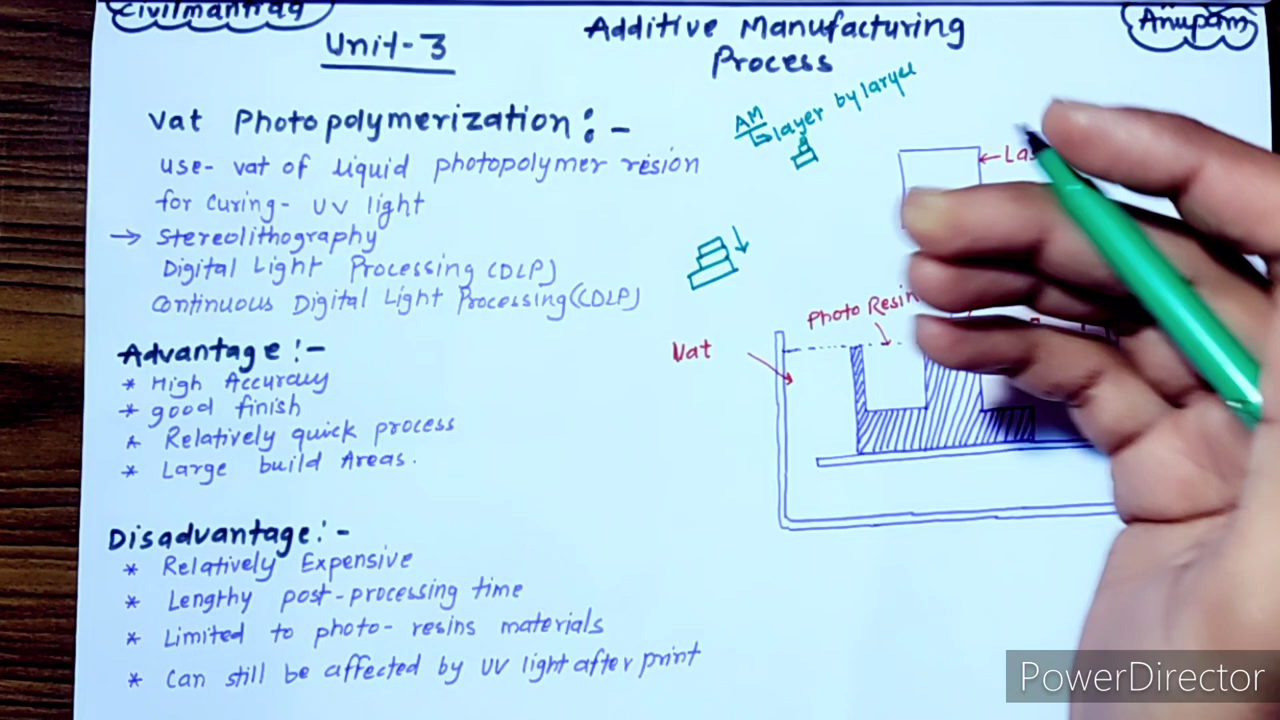 Civilmantraa
Anupam
Additive Manufacturing
Process
Unit-3
Vat Photopolymerization:-
use- vat of liquid photopolymer resion
for curing- UV light
→ Stereolithography
Digital Light Processing (DLP)
Continuous Digital Light Processing (CDLP)
Advantage :-
* High Accuracy
* good finish
* Relatively quick process
* Large build Areas.
Disadvantage :-
* Relatively Expensive
* Lengthy post-processing time
* Limited to photo-resins materials
* Can still be affected by UV light after print
AM
layer by laryer
Photo Resin
Vat
PowerDirector